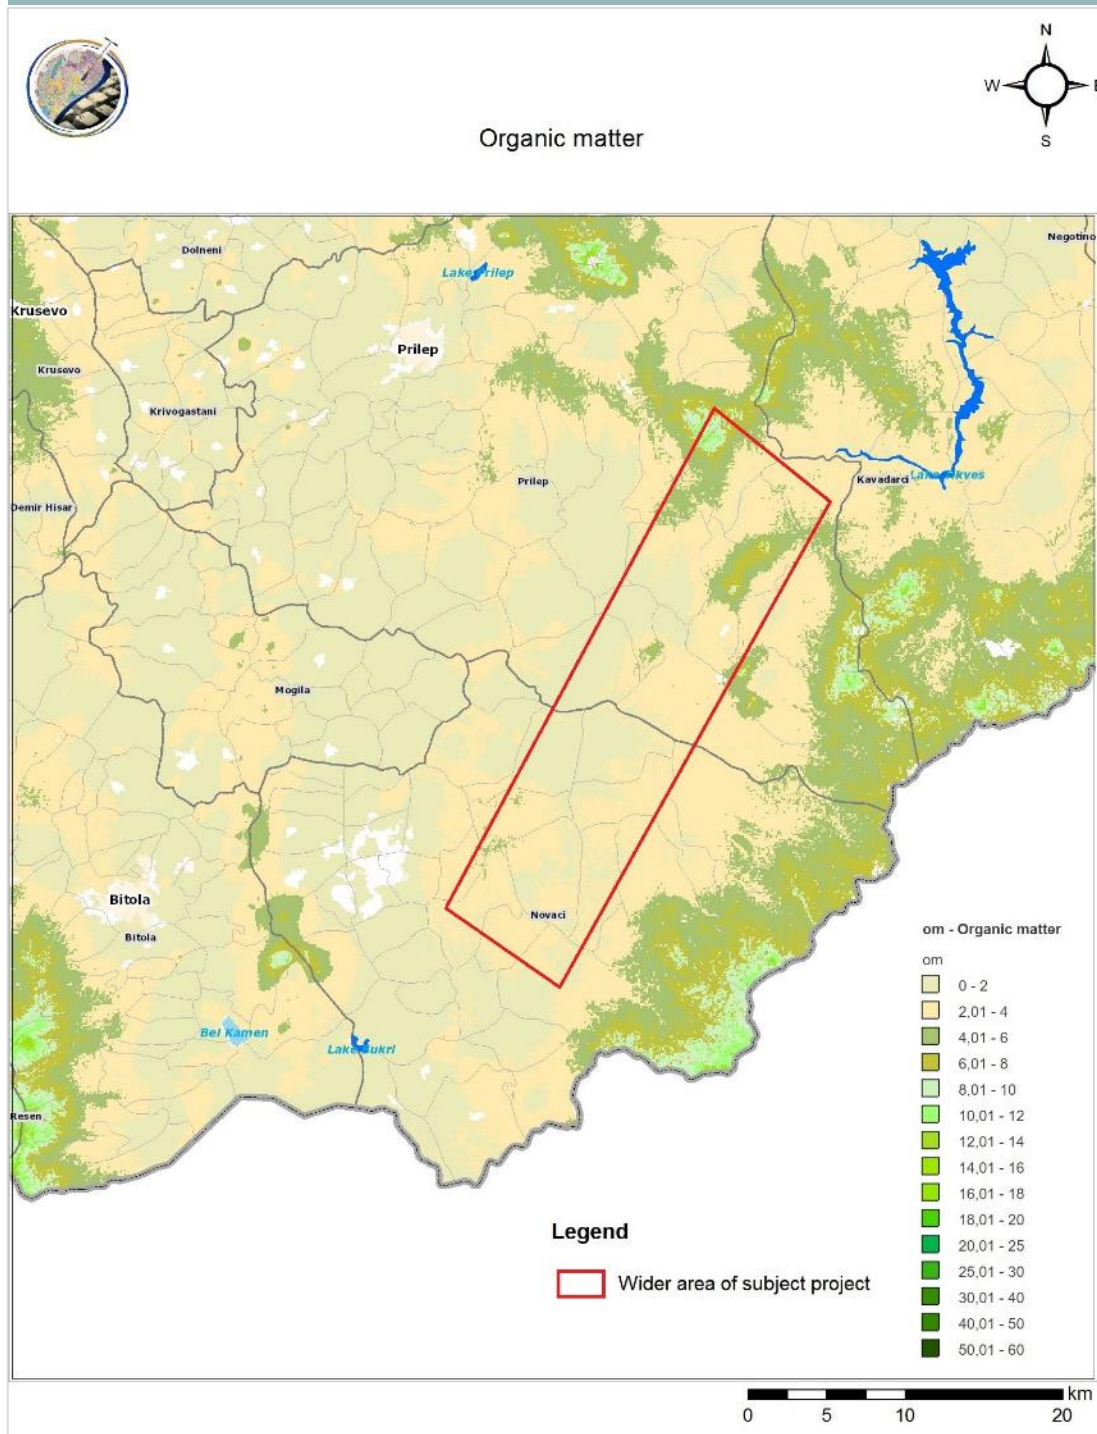 N
W
E
S
Organic matter
Dolneni
Negotino
Lake Prilep
Krusevo
Prilep
Krusevo
Krivogastani
Prilep
Kavadarci
Demir Hisar
Mogila
Bitola
Novaci
Bitola
om - Organic matter
om
0 - 2
2,01 - 4
4,01 - 6
6,01 - 8
8,01 - 10
10,01 - 12
12,01 - 14
14,01 - 16
16,01 - 18
18,01 - 20
20,01 - 25
25,01 - 30
30,01 - 40
40,01 - 50
50,01 - 60
Bel Kamen
Resen
Legend
Wider area of subject project
km
0 5 10 20